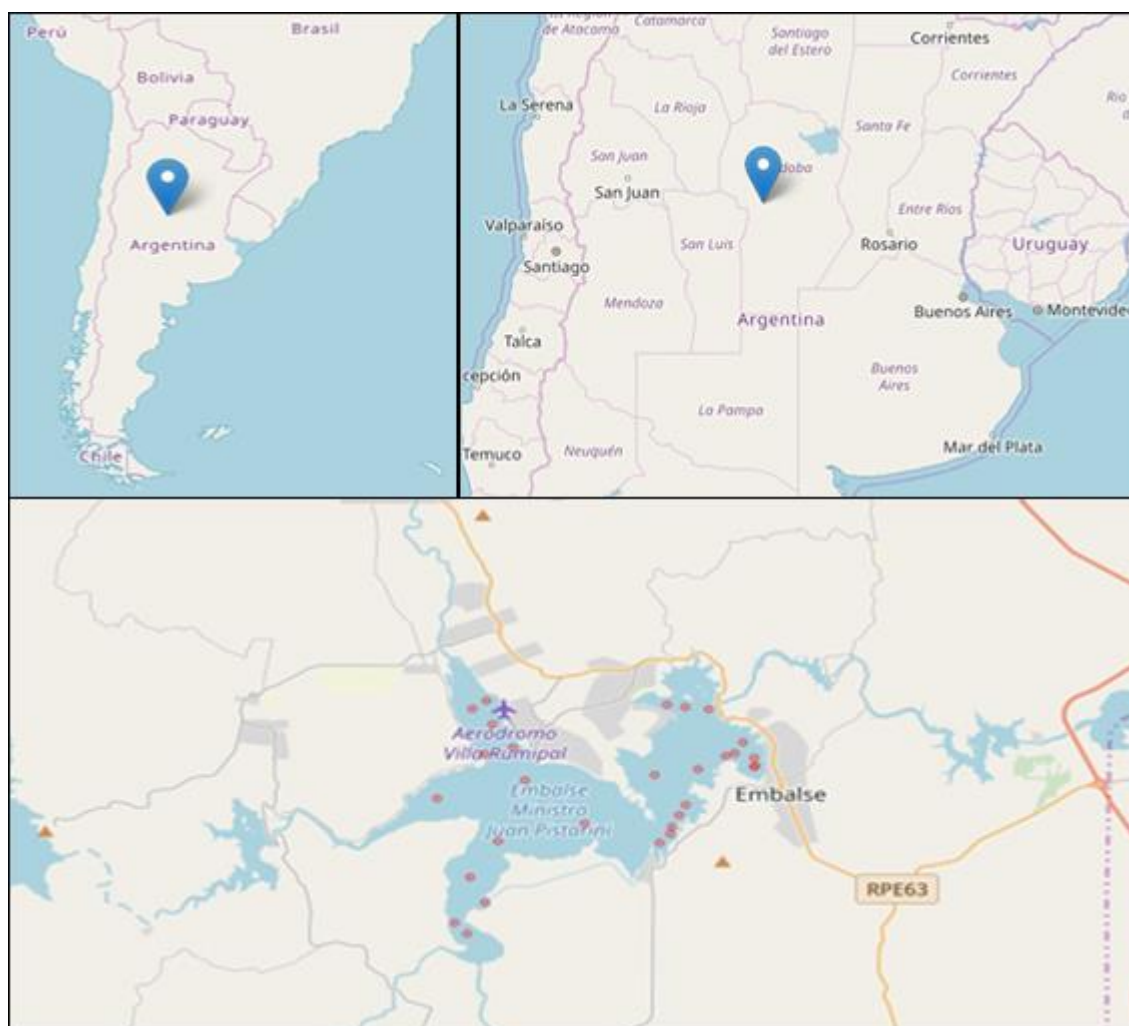 Perú
Brasil
Bolivia
Paraguay
Argentina
Chile
de Atacama
Catamarca
Santiago
del Estero
Corrientes
Corrientes
La Serena
La Rioja
Santa Fe
San Juan
San Juan
doba
Valparaíso
Entre Ríos
San Luis
Rosario
Uruguay
Santiago
Mendoza
Argentina
Buenos Aires
Montevide
Talca
cepción
Buenos
Aires
La Pampa
Temuco
Neuquén
Mar del Plata
Aeródromo
Villa Rumipal
Embalse
Ministro
Juan Pistarini
Embalse
RPE63